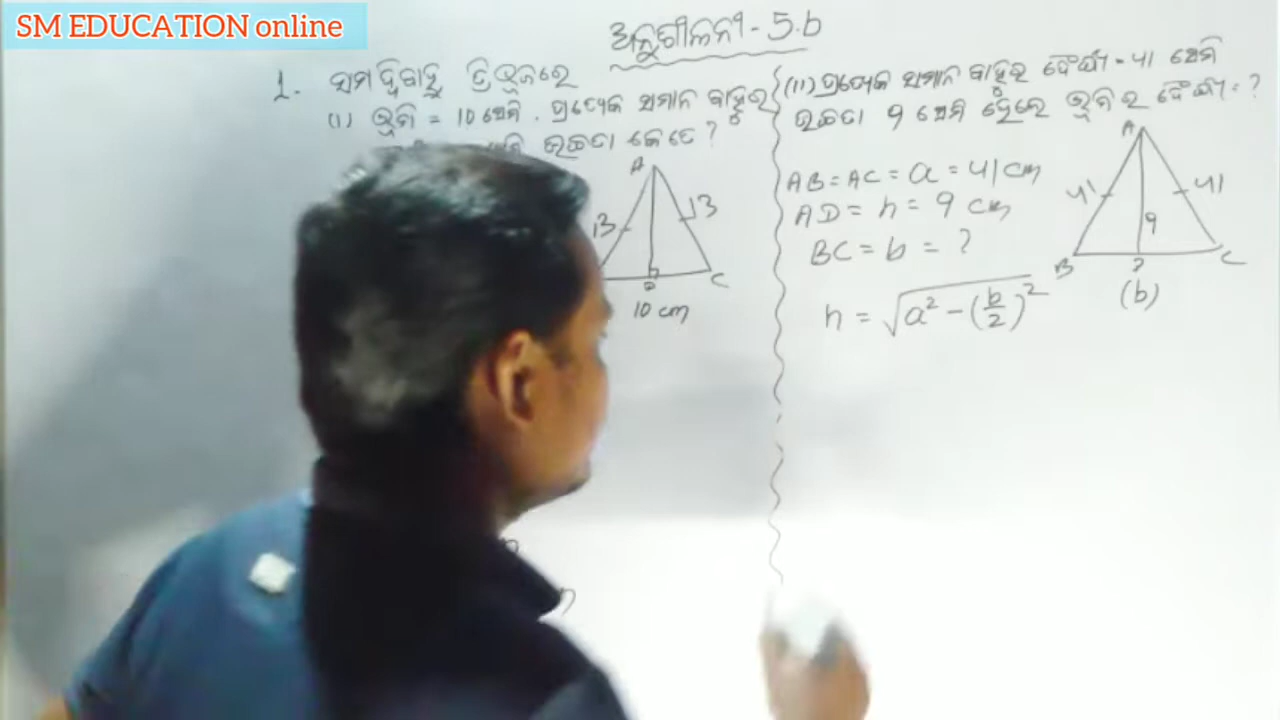 SM EDUCATION online
ଅନୁଶୀଳନୀ - 5.b
1. ସମଦ୍ୱିବାହୁ ତ୍ରିଭୁଜରେ
(i) ଭୂମି = 10 ସେମି . ପ୍ରତ୍ୟେକ ସମାନ ବାହୁର
ଉଚ୍ଚତା କେତେ ?
A
13
13
D
C
10 cm
(ii) ପ୍ରତ୍ୟେକ ସମାନ ବାହୁର ଦୈର୍ଘ୍ୟ = 41 ସେମି
ଉଚ୍ଚତା 9 ସେମି ହେଲେ ଭୂମିର ଦୈର୍ଘ୍ୟ = ?
AB = AC = a = 41 cm
AD = h = 9 cm
BC = b = ?
h = √(a² - (b/2)²)
A
41
41
9
B
D
C
(b)